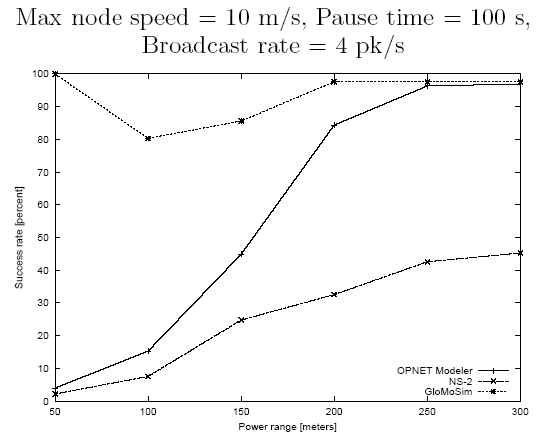 Max node speed = 10 m/s, Pause time = 100 s,
Broadcast rate = 4 pk/s
100
90
80
70
60
50
40
30
20
10
0
Success rate [percent]
OPNET Modeler
NS-2
GloMoSim
50 100 150 200 250 300
Power range [meters]